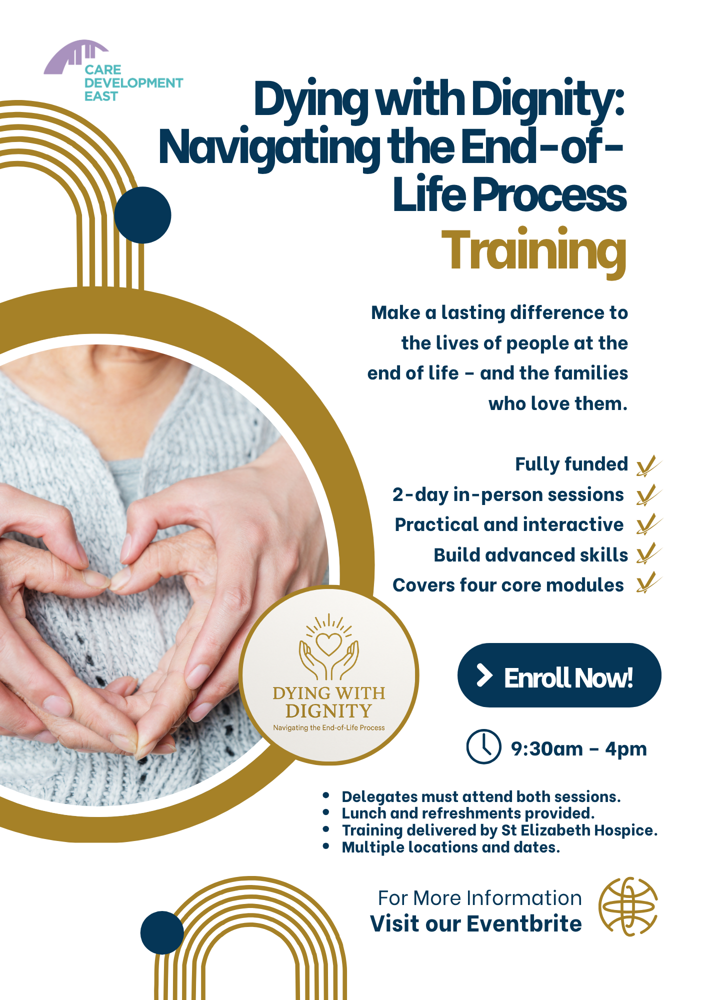 CARE
DEVELOPMENT
EAST
Dying with Dignity:
Navigating the End-of-
Life Process
Training
Make a lasting difference to
the lives of people at the
end of life – and the families
who love them.
Fully funded
2-day in-person sessions
Practical and interactive
Build advanced skills
Covers four core modules
DYING WITH
DIGNITY
Navigating the End-of-Life Process
Enroll Now!
9:30am – 4pm
• Delegates must attend both sessions.
• Lunch and refreshments provided.
• Training delivered by St Elizabeth Hospice.
• Multiple locations and dates.
For More Information
Visit our Eventbrite